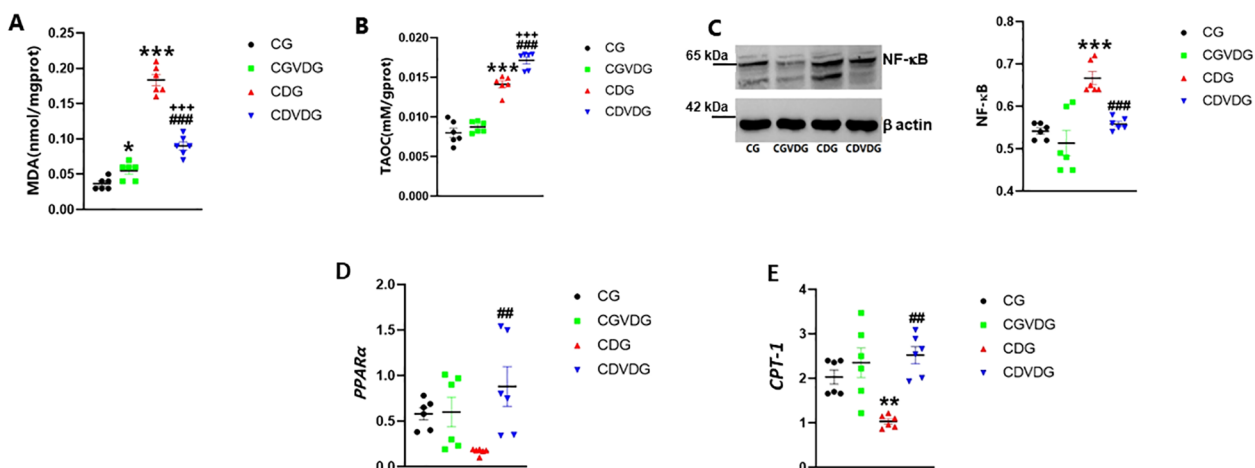 A
MDA(nmol/mgprot)
0.25
0.20
0.15
0.10
0.05
0.00
*
***
+++
###
CG
CGVDG
CDG
CDVDG
B
TAOC(mM/gprot)
0.020
0.015
0.010
0.005
0.000
***
+++
###
CG
CGVDG
CDG
CDVDG
C
65 kDa
NF-κB
42 kDa
β actin
CG CGVDG CDG CDVDG
NF-κB
0.8
0.7
0.6
0.5
0.4
***
###
CG
CGVDG
CDG
CDVDG
D
PPARα
2.0
1.5
1.0
0.5
0.0
##
CG
CGVDG
CDG
CDVDG
E
CPT-1
4
3
2
1
0
**
##
CG
CGVDG
CDG
CDVDG